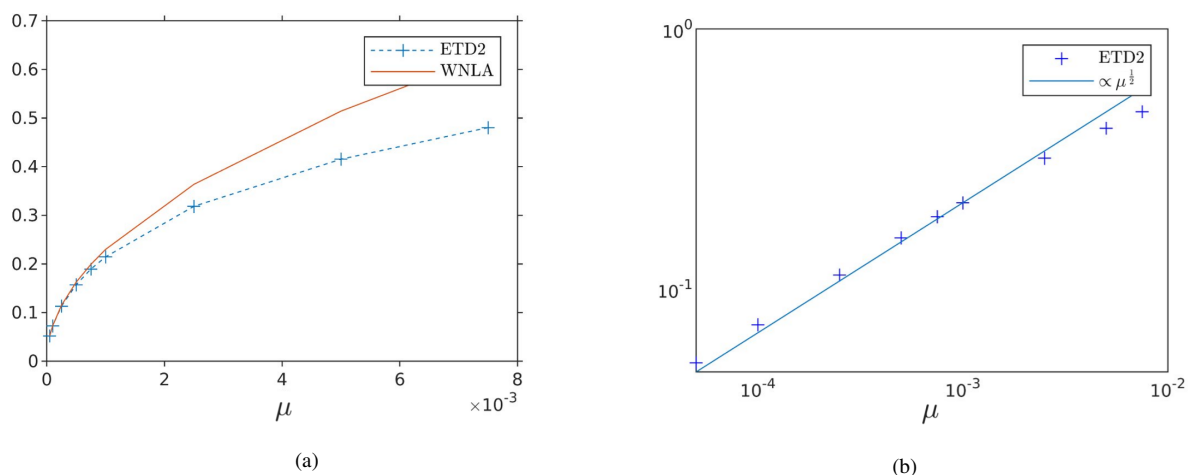 0.7
0.6
0.5
0.4
0.3
0.2
0.1
0
0 2 4 6 8
×10⁻³
μ
ETD2
WNLA
(a)
10⁰
10⁻¹
10⁻⁴ 10⁻³ 10⁻²
μ
ETD2
∝ μ^{1/2}
(b)